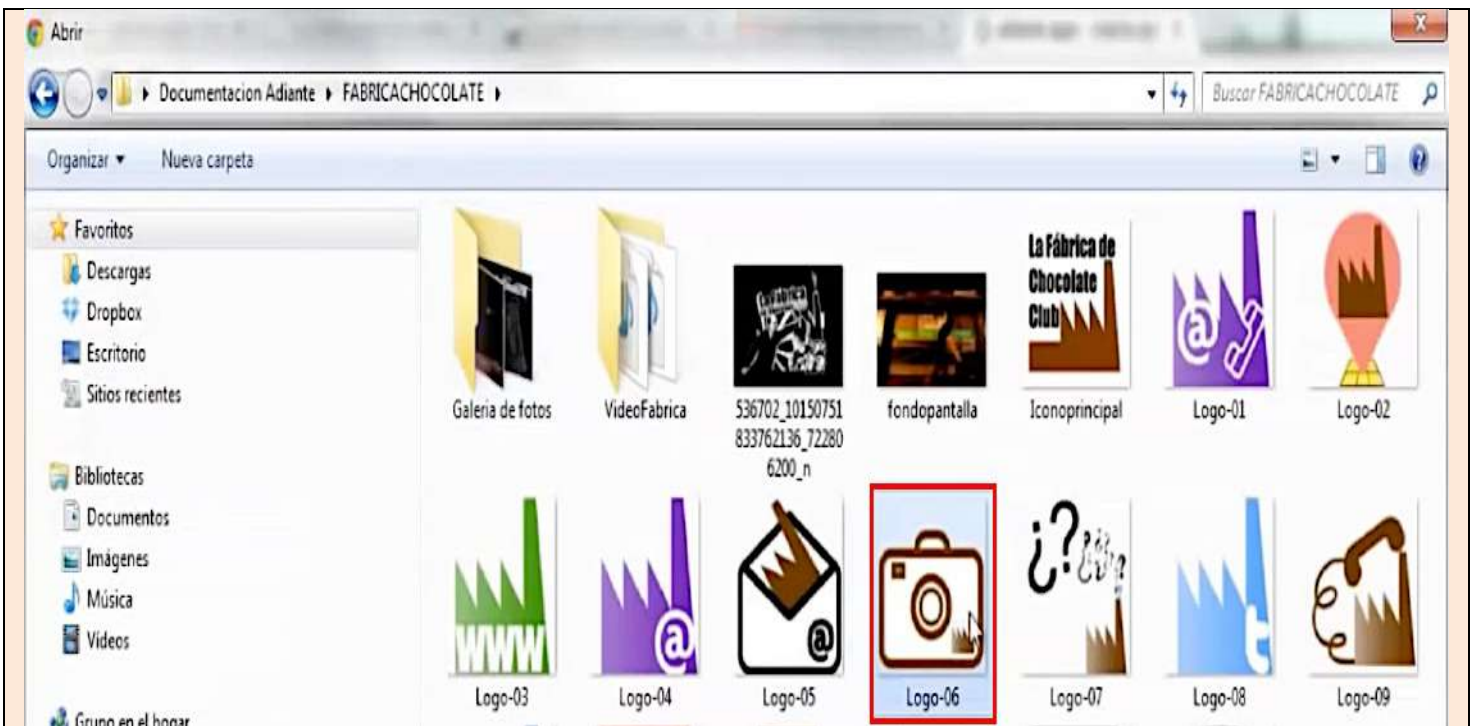 Abrir
Documentacion Adiante FABRICACHOCOLATE
Buscar FABRICACHOCOLATE
Organizar Nueva carpeta
Favoritos
Descargas
Dropbox
Escritorio
Sitios recientes
Bibliotecas
Documentos
Imágenes
Música
Vídeos
Grupo en el hogar
La Fábrica de
Chocolate
Club
@
Galeria de fotos VideoFabrica 536702_10150751 fondopantalla Iconoprincipal Logo-01 Logo-02
833762136_72280
6200_n
¿?
www @ @ t
Logo-03 Logo-04 Logo-05 Logo-06 Logo-07 Logo-08 Logo-09